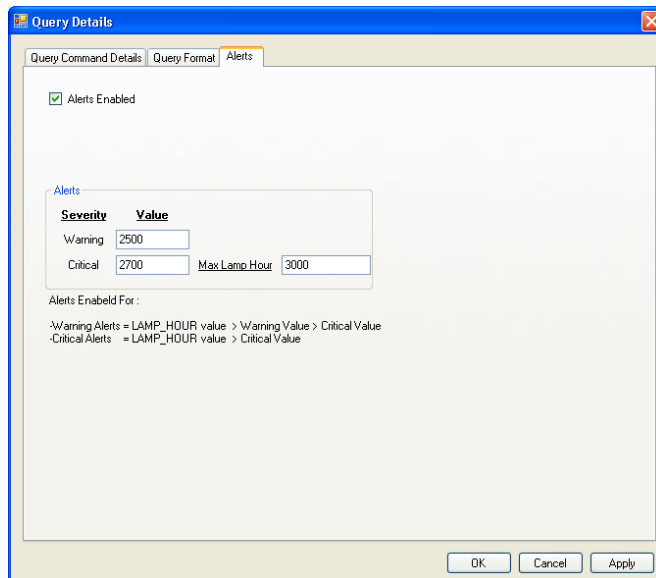 Query Details
Query Command Details Query Format Alerts
Alerts Enabled
Alerts
Severity Value
Warning 2500
Critical 2700 Max Lamp Hour 3000
Alerts Enabeld For :
-Warning Alerts = LAMP_HOUR value > Warning Value > Critical Value
-Critical Alerts = LAMP_HOUR value > Critical Value
OK Cancel Apply